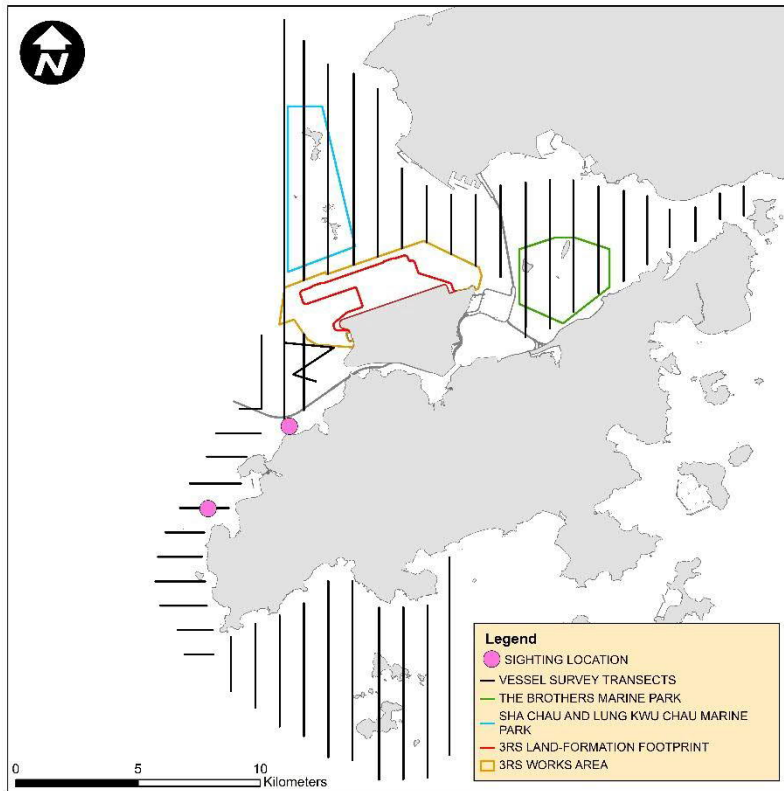 N
Legend
SIGHTING LOCATION
VESSEL SURVEY TRANSECTS
THE BROTHERS MARINE PARK
SHA CHAU AND LUNG KWU CHAU MARINE
PARK
3RS LAND-FORMATION FOOTPRINT
3RS WORKS AREA
0 5 10
Kilometers